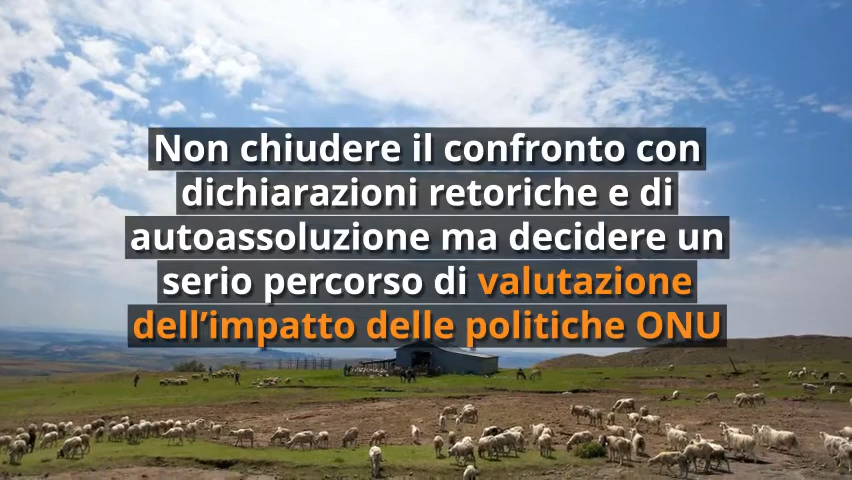 Non chiudere il confronto con
dichiarazioni retoriche e di
autoassoluzione ma decidere un
serio percorso di valutazione
dell’impatto delle politiche ONU